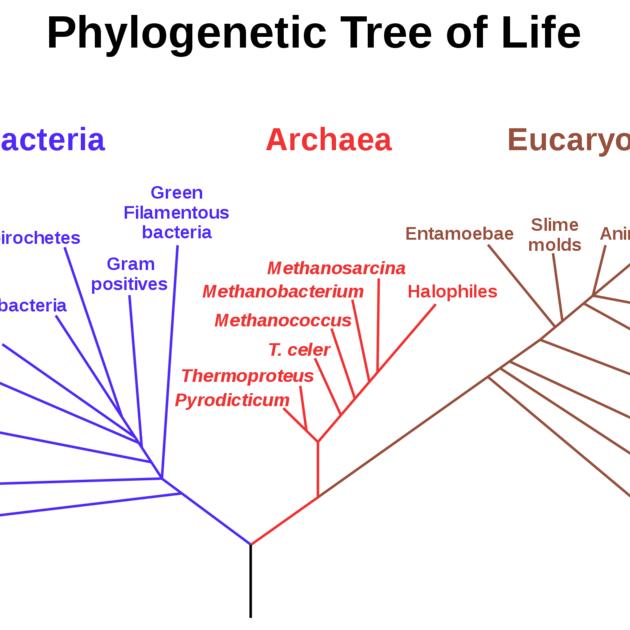 Phylogenetic Tree of Life
acteria
Archaea
Eucaryo
Green
Filamentous
bacteria
irochetes
Gram
positives
bacteria
Methanosarcina
Methanobacterium
Halophiles
Methanococcus
T. celer
Thermoproteus
Pyrodicticum
Entamoebae
Slime
molds
Ani